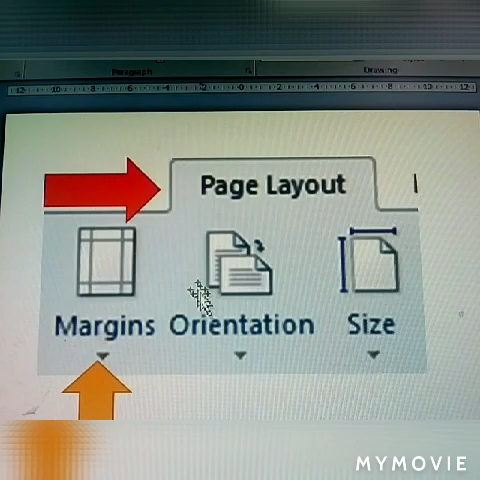 Paragraph
Drawing
Page Layout
Margins Orientation Size
MYMOVIE